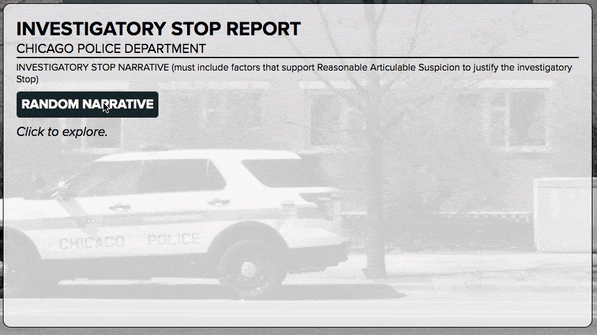 INVESTIGATORY STOP REPORT
CHICAGO POLICE DEPARTMENT
INVESTIGATORY STOP NARRATIVE (must include factors that support Reasonable Articulable Suspicion to justify the investigatory
Stop)
RANDOM NARRATIVE
Click to explore.
CHICAGO POLICE